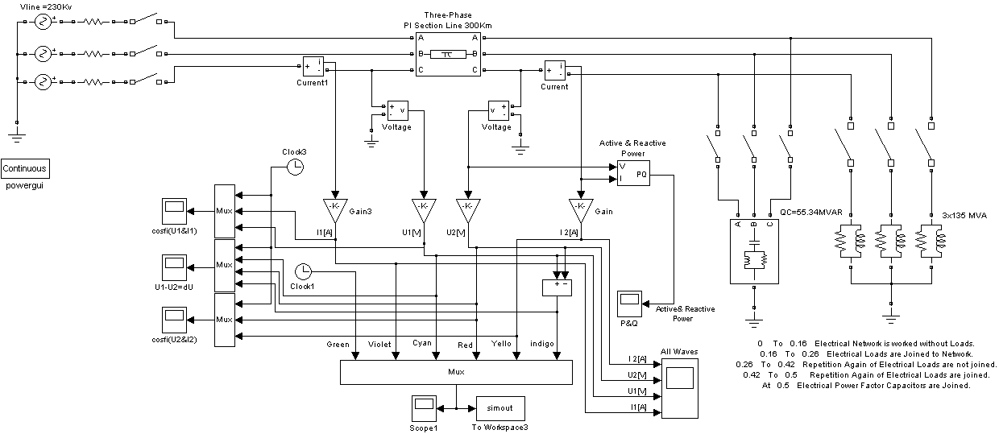 Vline =230Kv
Three-Phase
PI Section Line 300Km
A
A
B
B
C
C
i
+
-
Current1
i
+
-
Current
+
-
v
Voltage
v
+
-
Voltage
Continuous
powergui
Clock3
Active & Reactive
Power
V
I
PQ
Mux
cosfi(U1&I1)
-K-
Gain3
-K-
-K-
-K-
Gain
I1[A]
U1[V]
U2[V]
I 2[A]
A
B
C
QC=55.34MVAR
3x135 MVA
Mux
U1-U2=dU
Clock1
+ −
P&Q
Active& Reactive
Power
Mux
cosfi(U2&I2)
Green
Violet
Cyan
Red
Yello
indigo
Mux
All Waves
I 2[A]
U2[V]
U1[V]
I1[A]
Scope1
simout
To Workspace3
0 To 0.16 Electrical Network is worked without Loads.
0.16 To 0.26 Electrical Loads are Joined to Network.
0.26 To 0.42 Repetition Again of Electrical Loads are not joined.
0.42 To 0.5 Repetition Again of Electrical Loads are joined.
At 0.5 Electrical Power Factor Capacitors are Joined.